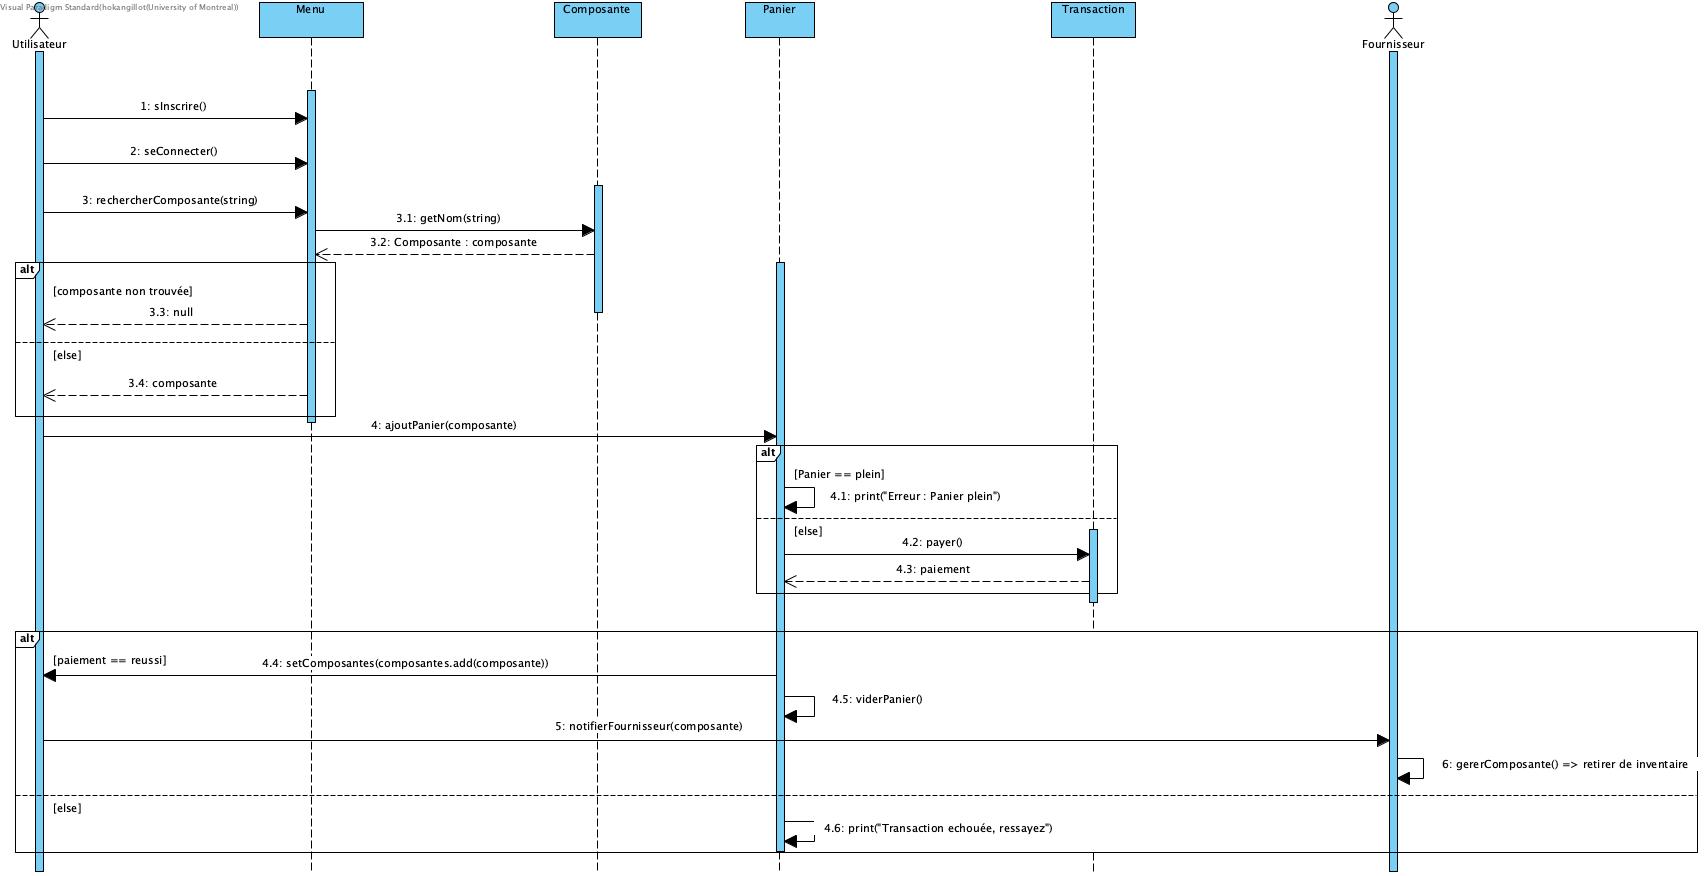 Visual Paradigm Standard(hokangillot(University of Montreal))
Utilisateur
Menu
Composante
Panier
Transaction
Fournisseur
1: sInscrire()
2: seConnecter()
3: rechercherComposante(string)
3.1: getNom(string)
3.2: Composante : composante
alt
[composante non trouvée]
3.3: null
[else]
3.4: composante
4: ajoutPanier(composante)
alt
[Panier == plein]
4.1: print("Erreur : Panier plein")
[else]
4.2: payer()
4.3: paiement
alt
[paiement == reussi]
4.4: setComposantes(composantes.add(composante))
4.5: viderPanier()
5: notifierFournisseur(composante)
6: gererComposante() => retirer de inventaire
[else]
4.6: print("Transaction echouée, ressayez")